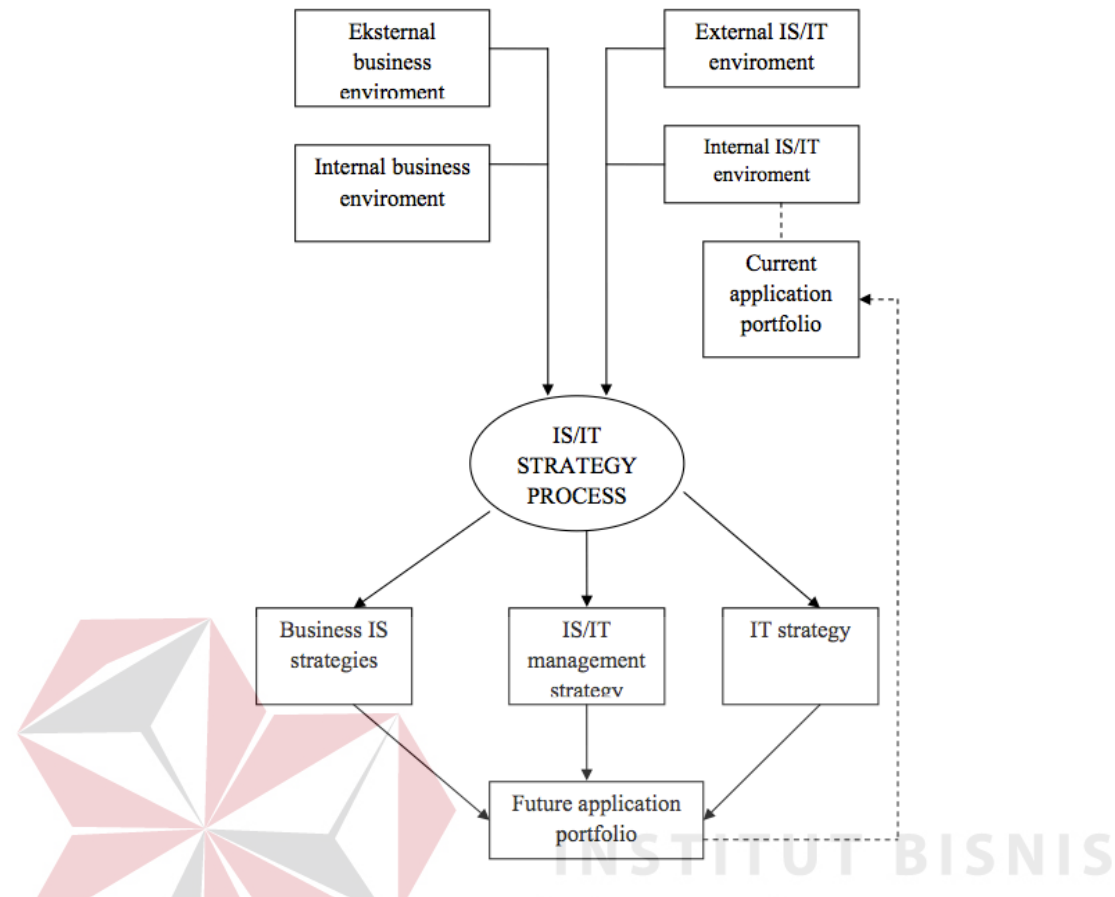 Eksternal
business
enviroment
External IS/IT
enviroment
Internal business
enviroment
Internal IS/IT
enviroment
Current
application
portfolio
IS/IT
STRATEGY
PROCESS
Business IS
strategies
IS/IT
management
strategy
IT strategy
Future application
portfolio
INSTITUT BISNIS